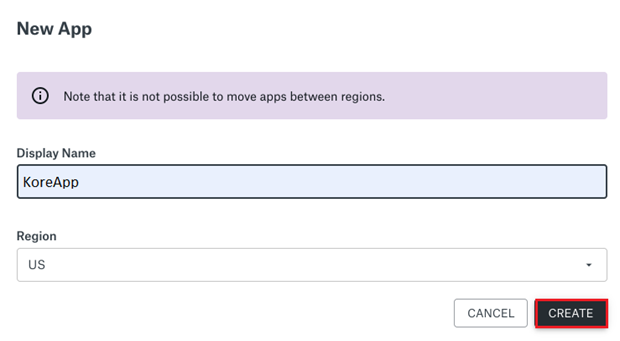 New App
Note that it is not possible to move apps between regions.
Display Name
KoreApp
Region
US
CANCEL CREATE